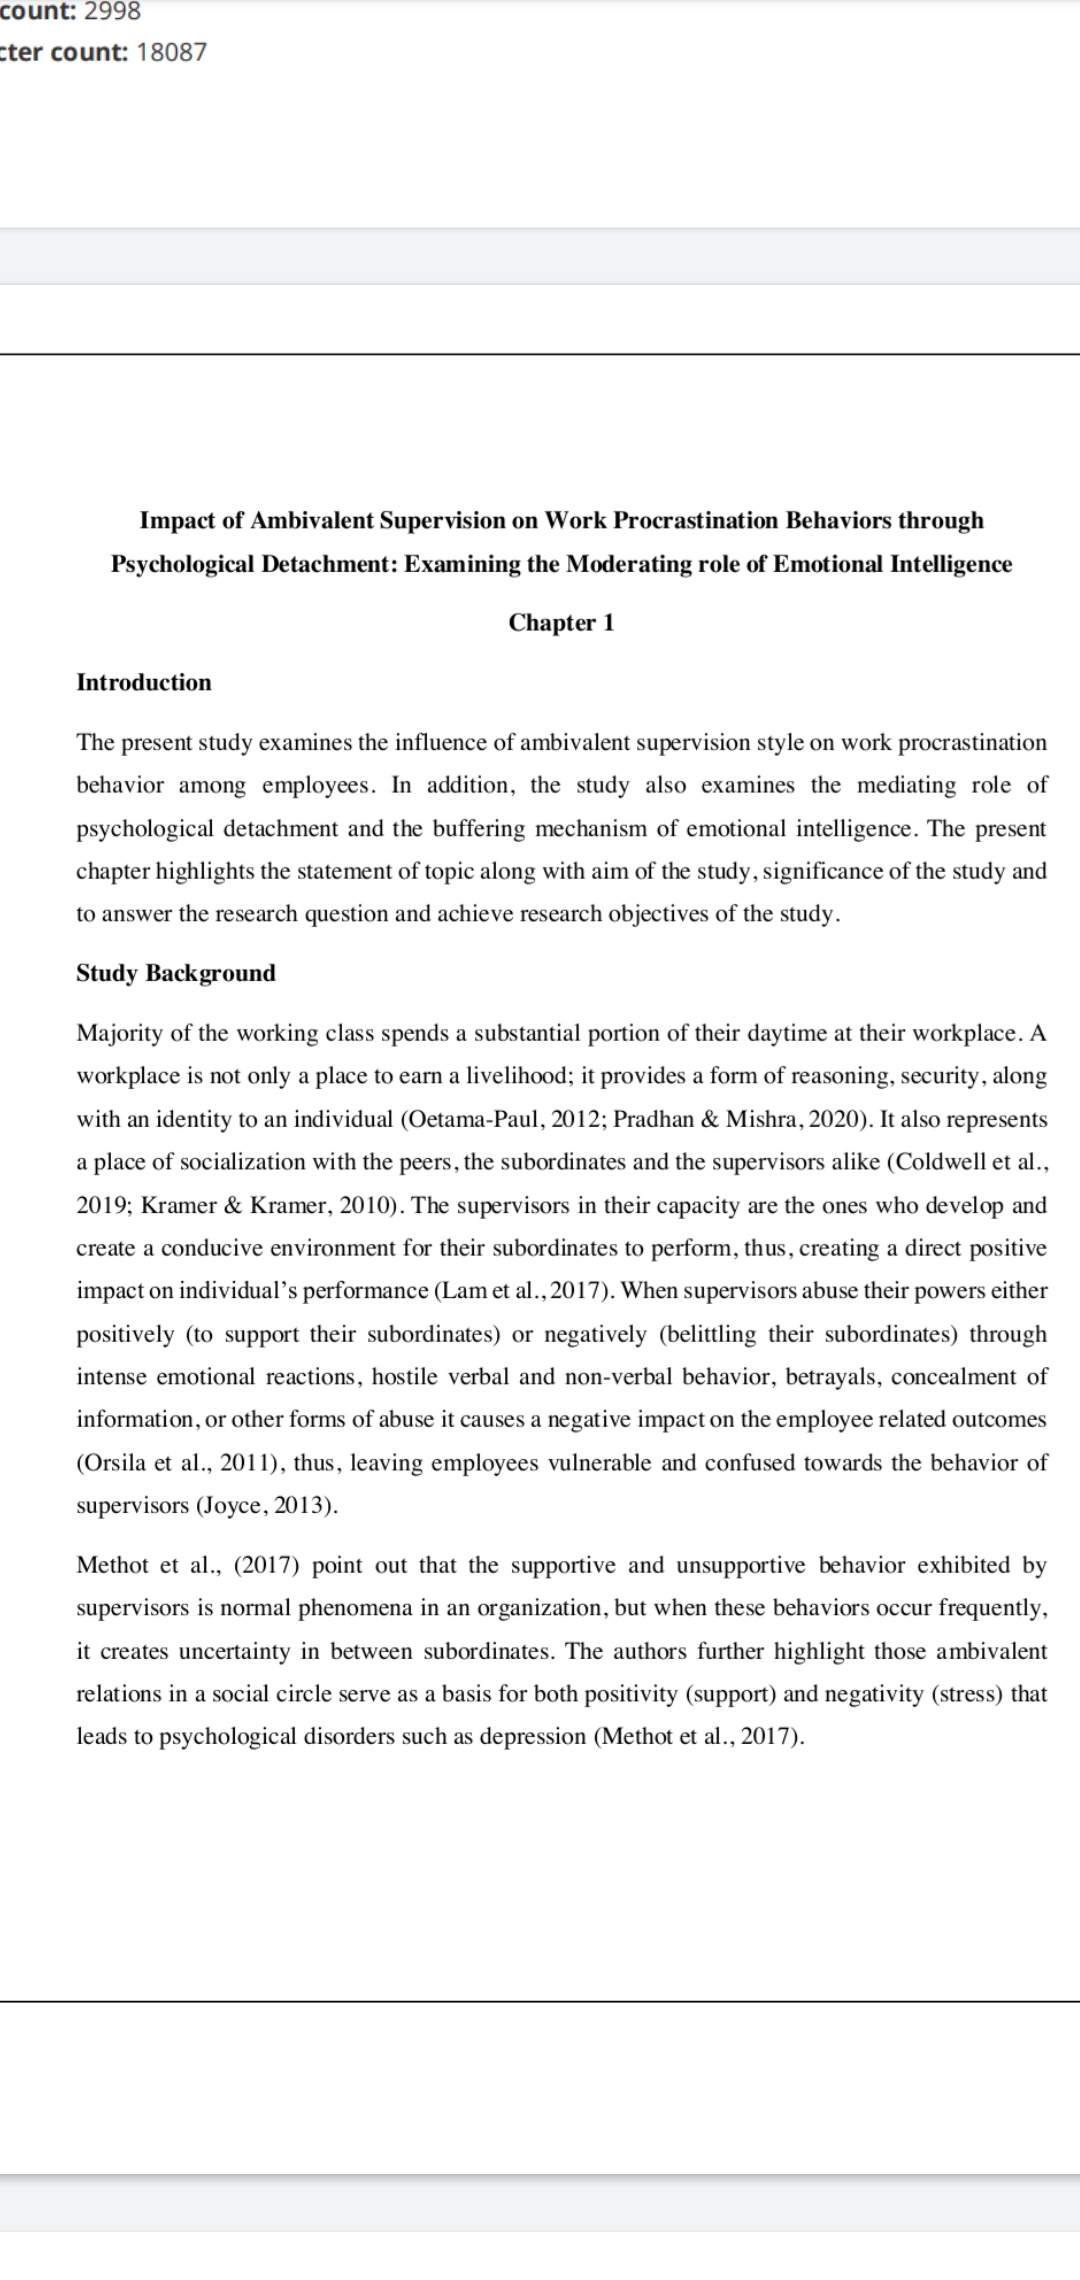 count: 2998
cter count: 18087
Impact of Ambivalent Supervision on Work Procrastination Behaviors through
Psychological Detachment: Examining the Moderating role of Emotional Intelligence
Chapter 1
Introduction
The present study examines the influence of ambivalent supervision style on work procrastination
behavior among employees. In addition, the study also examines the mediating role of
psychological detachment and the buffering mechanism of emotional intelligence. The present
chapter highlights the statement of topic along with aim of the study, significance of the study and
to answer the research question and achieve research objectives of the study.
Study Background
Majority of the working class spends a substantial portion of their daytime at their workplace. A
workplace is not only a place to earn a livelihood; it provides a form of reasoning, security, along
with an identity to an individual (Oetama-Paul, 2012; Pradhan & Mishra, 2020). It also represents
a place of socialization with the peers, the subordinates and the supervisors alike (Coldwell et al.,
2019; Kramer & Kramer, 2010). The supervisors in their capacity are the ones who develop and
create a conducive environment for their subordinates to perform, thus, creating a direct positive
impact on individual’s performance (Lam et al., 2017). When supervisors abuse their powers either
positively (to support their subordinates) or negatively (belittling their subordinates) through
intense emotional reactions, hostile verbal and non-verbal behavior, betrayals, concealment of
information, or other forms of abuse it causes a negative impact on the employee related outcomes
(Orsila et al., 2011), thus, leaving employees vulnerable and confused towards the behavior of
supervisors (Joyce, 2013).
Methot et al., (2017) point out that the supportive and unsupportive behavior exhibited by
supervisors is normal phenomena in an organization, but when these behaviors occur frequently,
it creates uncertainty in between subordinates. The authors further highlight those ambivalent
relations in a social circle serve as a basis for both positivity (support) and negativity (stress) that
leads to psychological disorders such as depression (Methot et al., 2017).